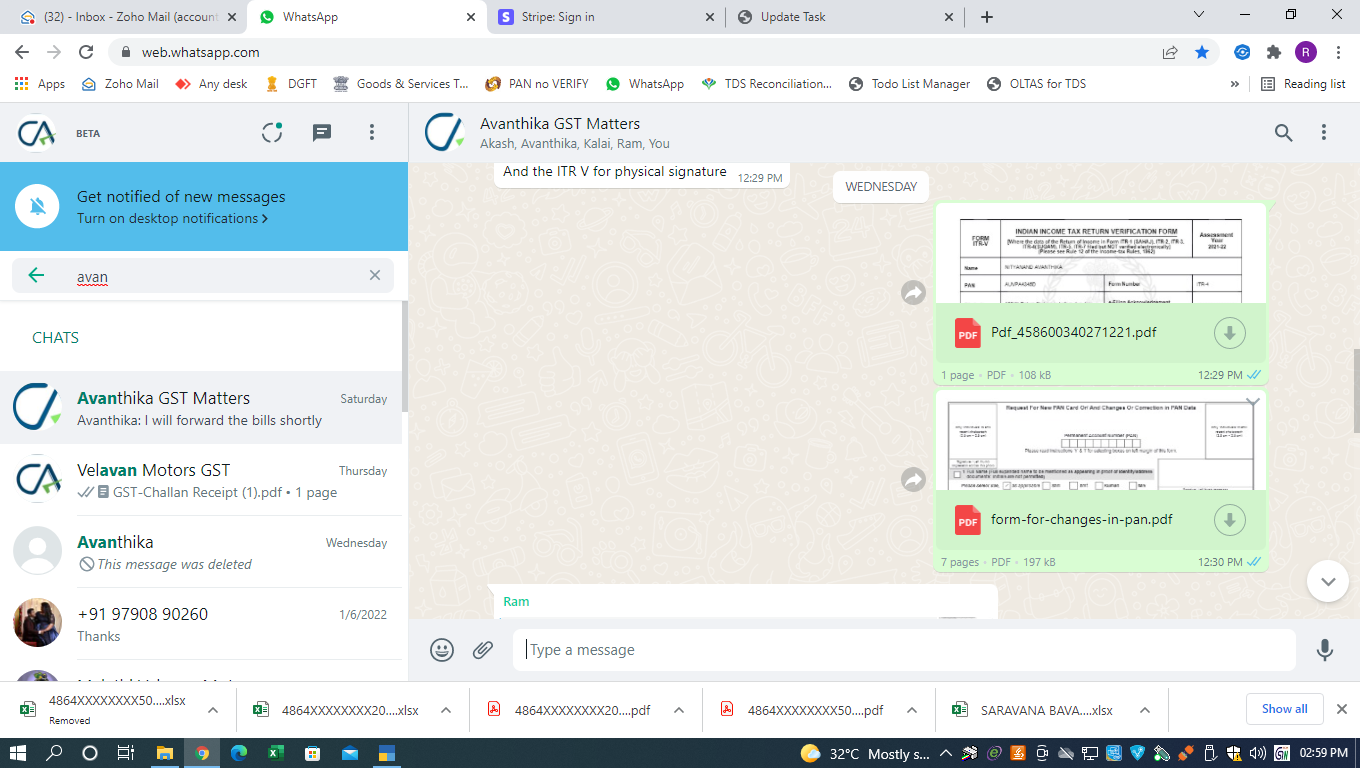 (32) - Inbox - Zoho Mail (account
WhatsApp
Stripe: Sign in
Update Task
web.whatsapp.com
R
Apps
Zoho Mail
Any desk
DGFT
Goods & Services T...
PAN no VERIFY
WhatsApp
TDS Reconciliation...
Todo List Manager
OLTAS for TDS
»
Reading list
BETA
Get notified of new messages
Turn on desktop notifications >
avan
CHATS
Avanthika GST Matters
Saturday
Avanthika: I will forward the bills shortly
Velavan Motors GST
Thursday
GST-Challan Receipt (1).pdf • 1 page
Avanthika
Wednesday
This message was deleted
+91 97908 90260
1/6/2022
Thanks
Avanthika GST Matters
Akash, Avanthika, Kalai, Ram, You
And the ITR V for physical signature
12:29 PM
WEDNESDAY
FORM
ITR-V
INDIAN INCOME TAX RETURN VERIFICATION FORM
Assessment
Year
2021-22
Name
NITYANAND AVANTHIKA
PAN
Form Number
ITR-4
PDF
Pdf_458600340271221.pdf
1 page • PDF • 108 kB
12:29 PM
Request For New PAN Card Or/ And Changes Or Correction in PAN Data
Permanent Account Number (PAN)
PDF
form-for-changes-in-pan.pdf
7 pages • PDF • 197 kB
12:30 PM
Ram
Type a message
4864XXXXXXXX50....xlsx
Removed
4864XXXXXXXX20....xlsx
4864XXXXXXXX20....pdf
4864XXXXXXXX50....pdf
SARAVANA BAVA....xlsx
Show all
32°C Mostly s...
02:59 PM